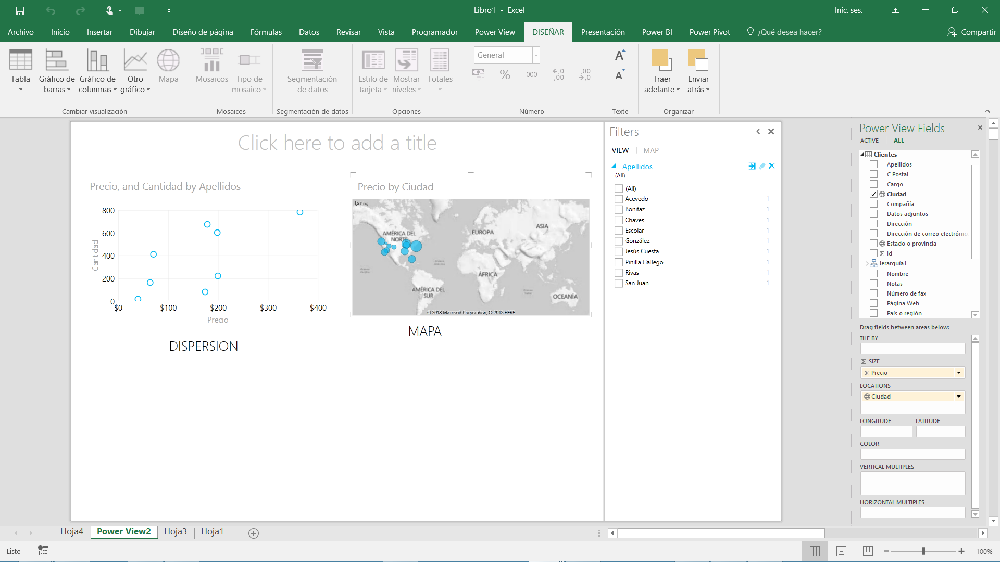 Libro1 - Excel
Inic. ses.
Archivo
Inicio
Insertar
Dibujar
Diseño de página
Fórmulas
Datos
Revisar
Vista
Programador
Power View
DISEÑAR
Presentación
Power BI
Power Pivot
¿Qué desea hacer?
Compartir
Tabla
Gráfico de barras
Gráfico de columnas
Otro gráfico
Mapa
Cambiar visualización
Mosaicos
Tipo de mosaico
Mosaicos
Segmentación de datos
Segmentación de datos
Estilo de tarjeta
Mostrar niveles
Totales
Opciones
General
%
000
,0
,00
,00
,0
Número
A
A
Texto
Traer adelante
Enviar atrás
Organizar
Click here to add a title
Precio, and Cantidad by Apellidos
Cantidad
800
600
400
200
0
$0
$100
$200
$300
$400
Precio
DISPERSION
Precio by Ciudad
bing
AMÉRICA DEL NORTE
EUROPA
ASIA
ÁFRICA
AMÉRICA DEL SUR
OCEANÍA
© 2018 Microsoft Corporation, © 2018 HERE
MAPA
Filters
VIEW
MAP
Apellidos
(All)
(All)
Acevedo 1
Bonifaz 1
Chaves 1
Escolar 1
González 1
Jesús Cuesta 1
Pinilla Gallego 1
Rivas 1
San Juan 1
Power View Fields
ACTIVE
ALL
Clientes
Apellidos
C Postal
Cargo
Ciudad
Compañía
Datos adjuntos
Dirección
Dirección de correo electrónic
Estado o provincia
Σ Id
Jerarquía1
Nombre
Notas
Número de fax
Página Web
País o región
Drag fields between areas below:
TILE BY
Σ SIZE
Σ Precio
LOCATIONS
Ciudad
LONGITUDE
LATITUDE
COLOR
VERTICAL MULTIPLES
HORIZONTAL MULTIPLES
Hoja4
Power View2
Hoja3
Hoja1
Listo
100%